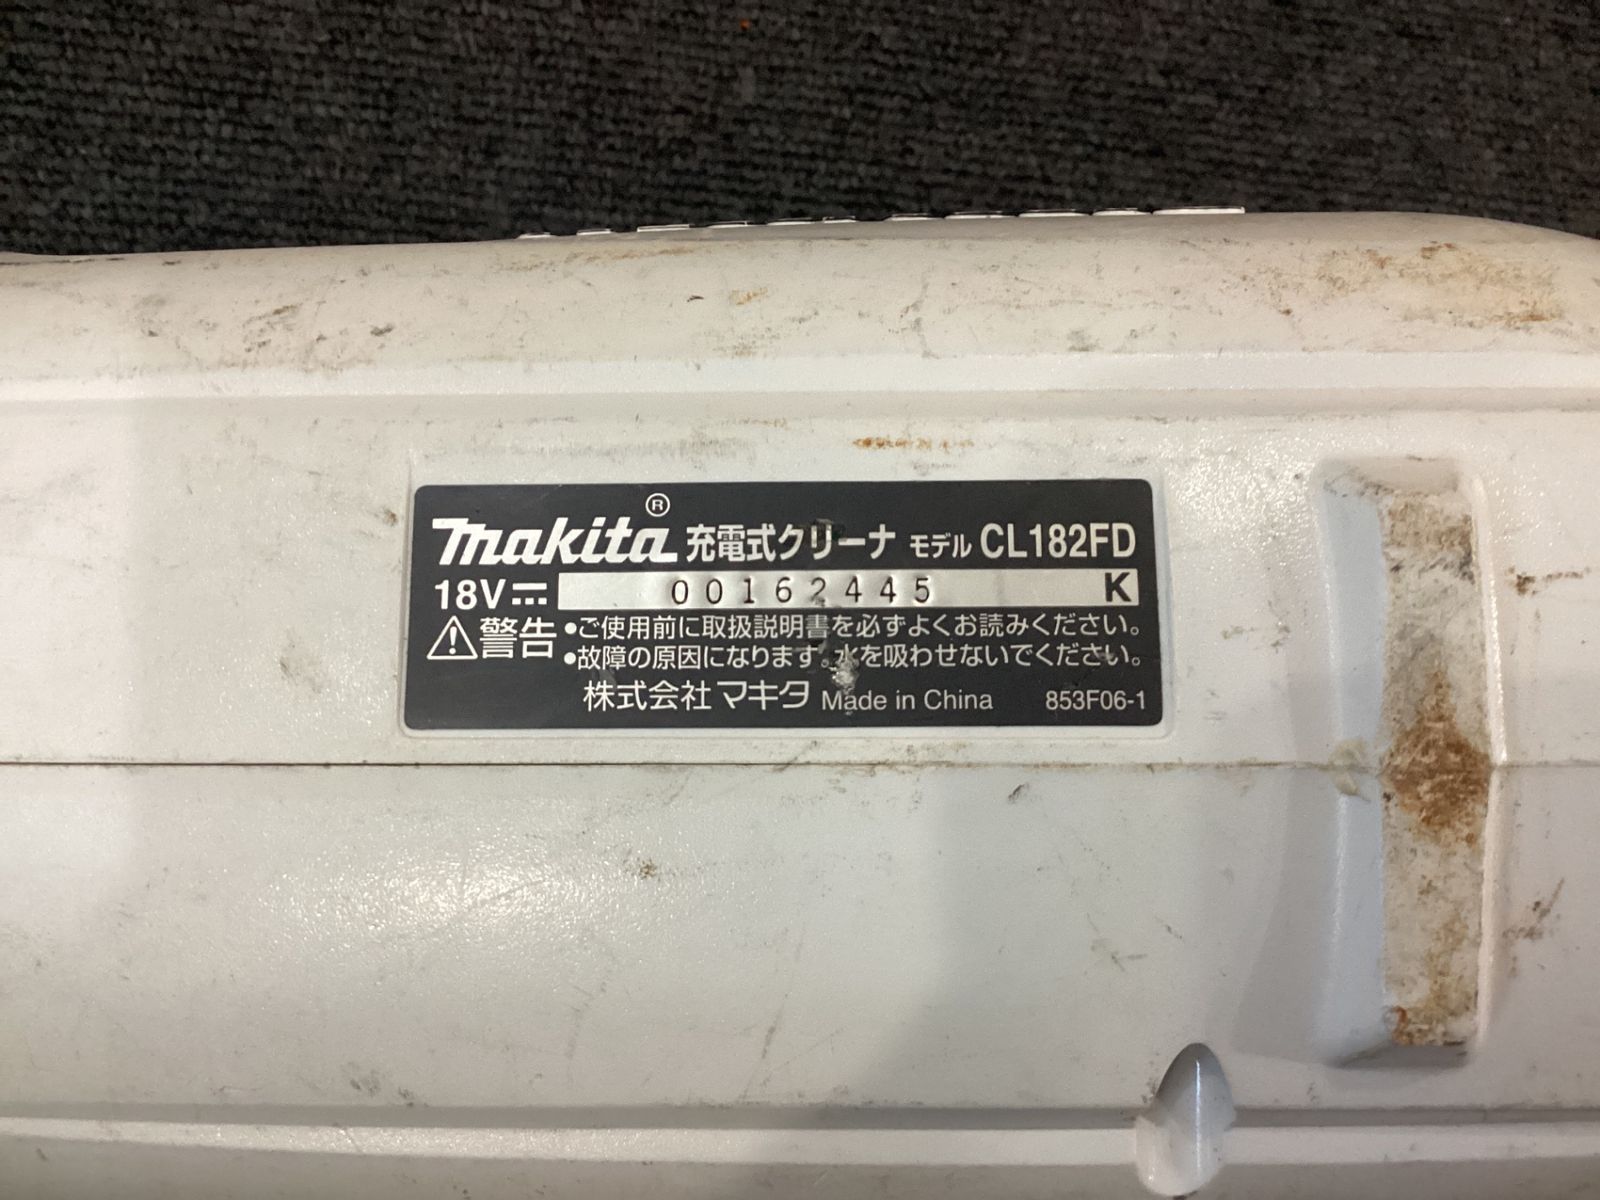 makita® 充電式クリーナ モデル CL182FD
18V⎓ 00162445 K
⚠警告 •ご使用前に取扱説明書を必ずよくお読みください。
•故障の原因になります。水を吸わせないでください。
株式会社 マキタ Made in China 853F06-1